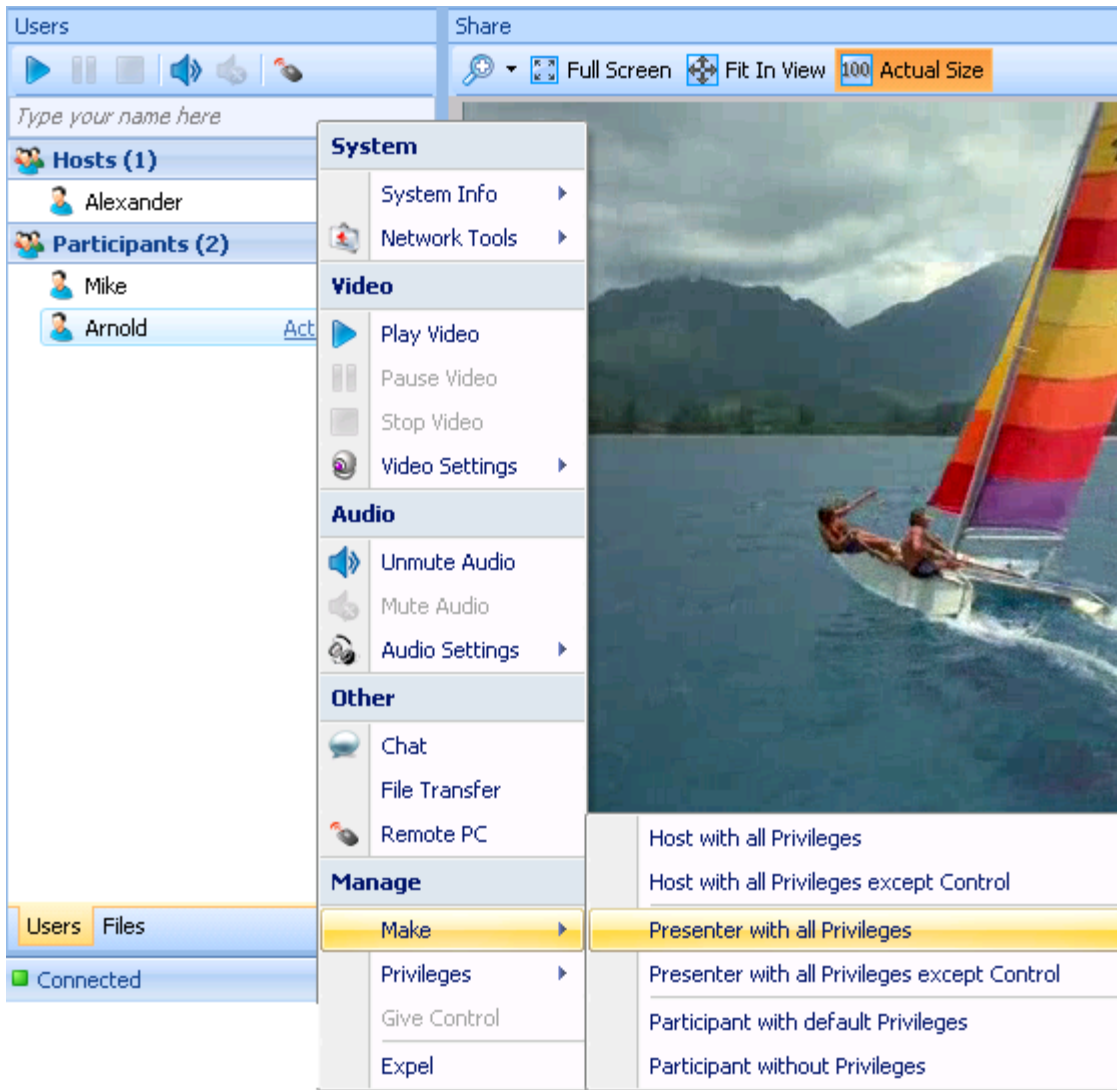 Users
Share
Full Screen Fit In View 100 Actual Size
Type your name here
Hosts (1)
Alexander
Participants (2)
Mike
Arnold Act
System
System Info
Network Tools
Video
Play Video
Pause Video
Stop Video
Video Settings
Audio
Unmute Audio
Mute Audio
Audio Settings
Other
Chat
File Transfer
Remote PC
Manage
Make
Privileges
Give Control
Expel
Host with all Privileges
Host with all Privileges except Control
Presenter with all Privileges
Presenter with all Privileges except Control
Participant with default Privileges
Participant without Privileges
Users Files
Connected